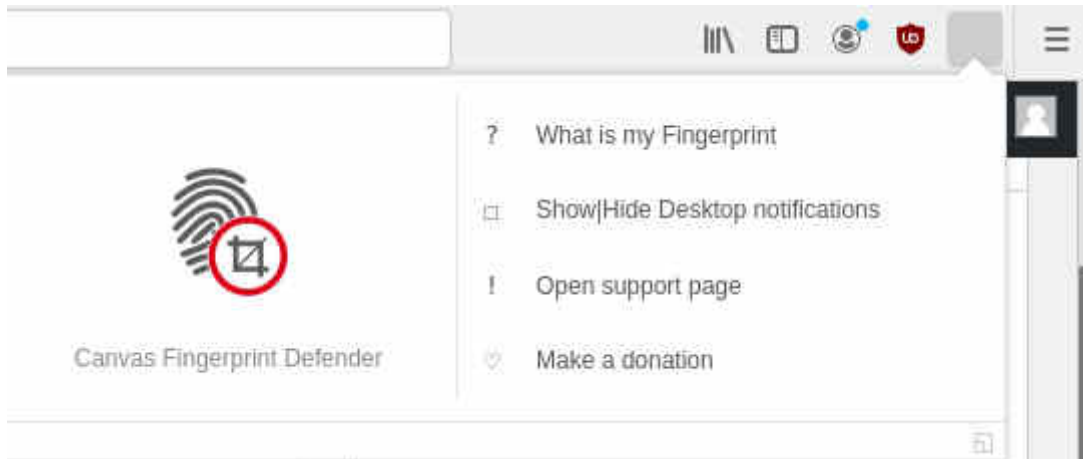 What is my Fingerprint
Show|Hide Desktop notifications
Open support page
Make a donation
Canvas Fingerprint Defender